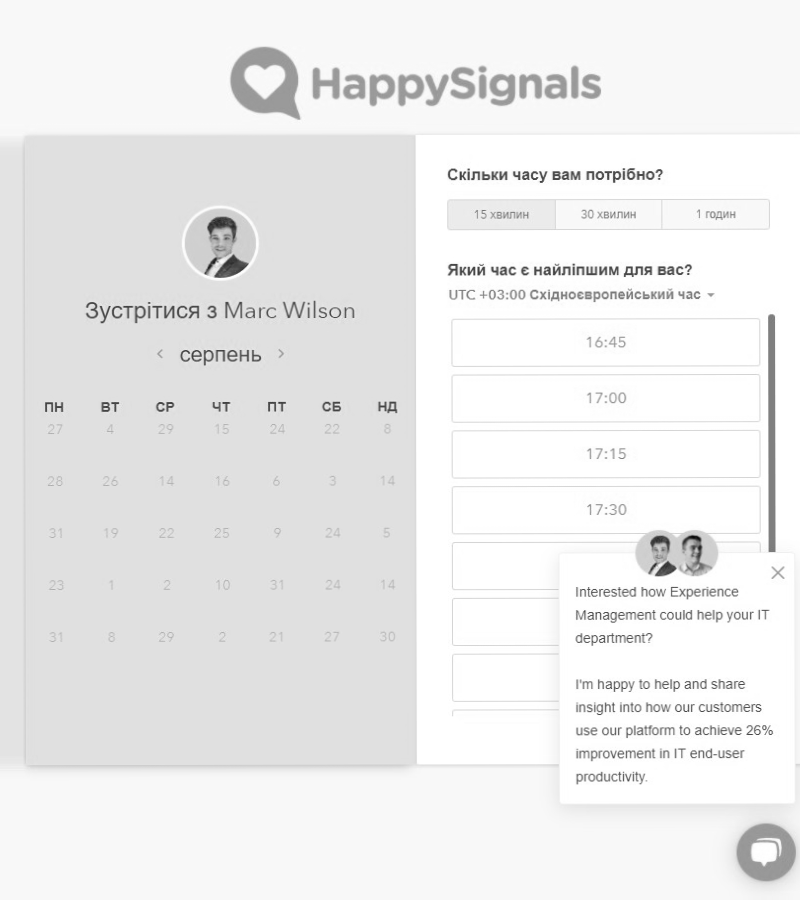 HappySignals
Зустрітися з Marc Wilson
серпень
ПН ВТ СР ЧТ ПТ СБ НД
27 4 29 15 24 22 8
28 26 14 16 6 3 14
31 19 22 25 9 24 5
23 1 2 10 31 24 14
31 8 29 2 21 27 30
Скільки часу вам потрібно?
15 хвилин 30 хвилин 1 годин
Який час є найліпшим для вас?
UTC +03:00 Східноєвропейський час
16:45
17:00
17:15
17:30
Interested how Experience
Management could help your IT
department?
I'm happy to help and share
insight into how our customers
use our platform to achieve 26%
improvement in IT end-user
productivity.